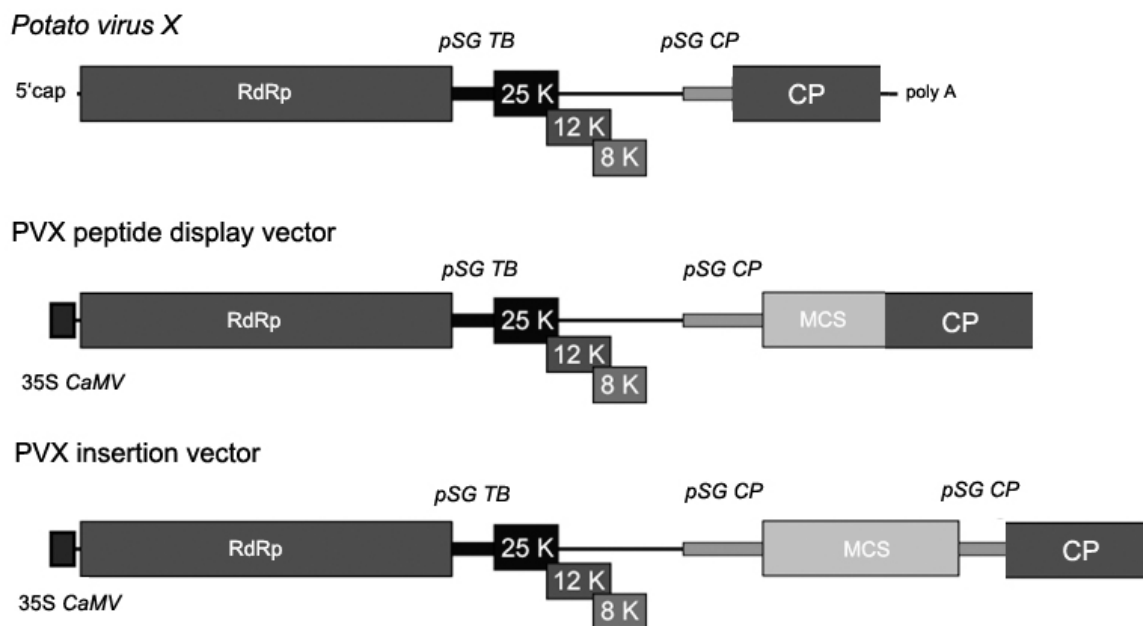 Potato virus X
pSG TB pSG CP
5'cap RdRp 25 K CP poly A
12 K
8 K
PVX peptide display vector
pSG TB pSG CP
RdRp 25 K MCS CP
12 K
35S CaMV 8 K
PVX insertion vector
pSG TB pSG CP pSG CP
RdRp 25 K MCS CP
12 K
35S CaMV 8 K